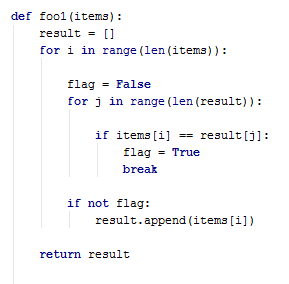 def foo1(items):
    result = []
    for i in range(len(items)):

        flag = False
        for j in range(len(result)):

            if items[i] == result[j]:
                flag = True
                break

        if not flag:
            result.append(items[i])

    return result